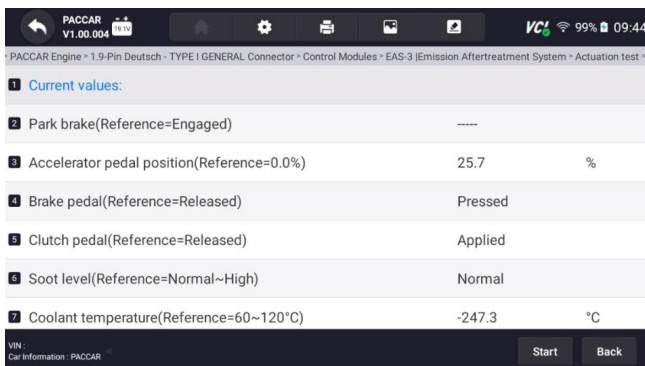 PACCAR
V1.00.004 19.1V VC! 99% 09:44
PACCAR Engine > 1.9-Pin Deutsch - TYPE I GENERAL Connector > Control Modules > EAS-3 |Emission Aftertreatment System > Actuation test >
1 Current values:
2 Park brake(Reference=Engaged) -----
3 Accelerator pedal position(Reference=0.0%) 25.7 %
4 Brake pedal(Reference=Released) Pressed
5 Clutch pedal(Reference=Released) Applied
6 Soot level(Reference=Normal~High) Normal
7 Coolant temperature(Reference=60~120°C) -247.3 °C
VIN :
Car Information : PACCAR
Start Back